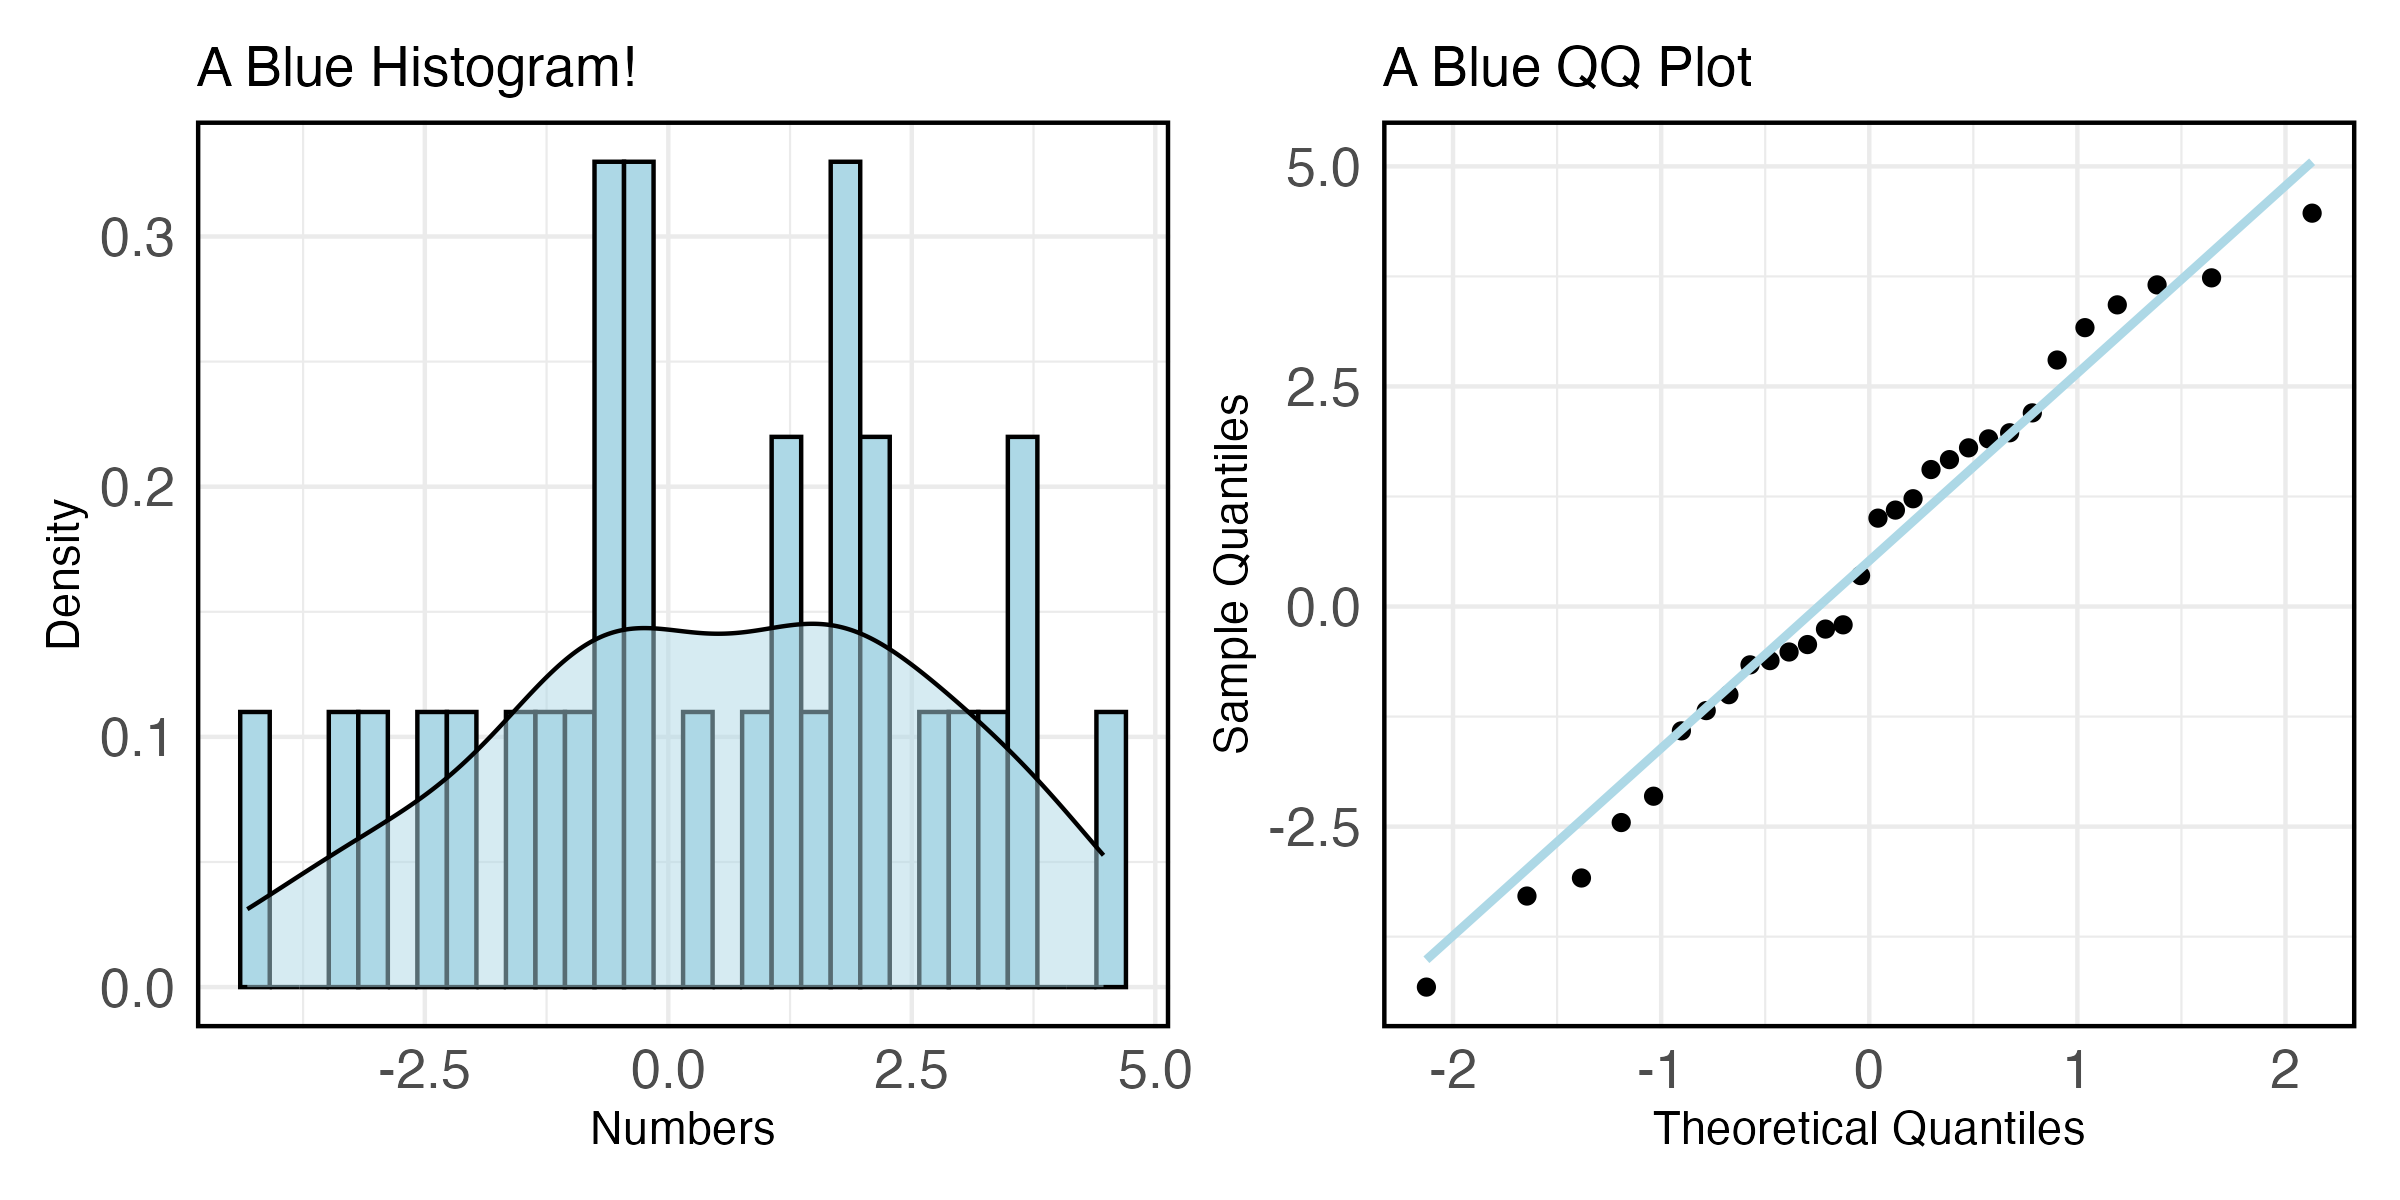 A Blue Histogram!
Density
0.3
0.2
0.1
0.0
-2.5 0.0 2.5 5.0
Numbers
A Blue QQ Plot
Sample Quantiles
5.0
2.5
0.0
-2.5
-2 -1 0 1 2
Theoretical Quantiles